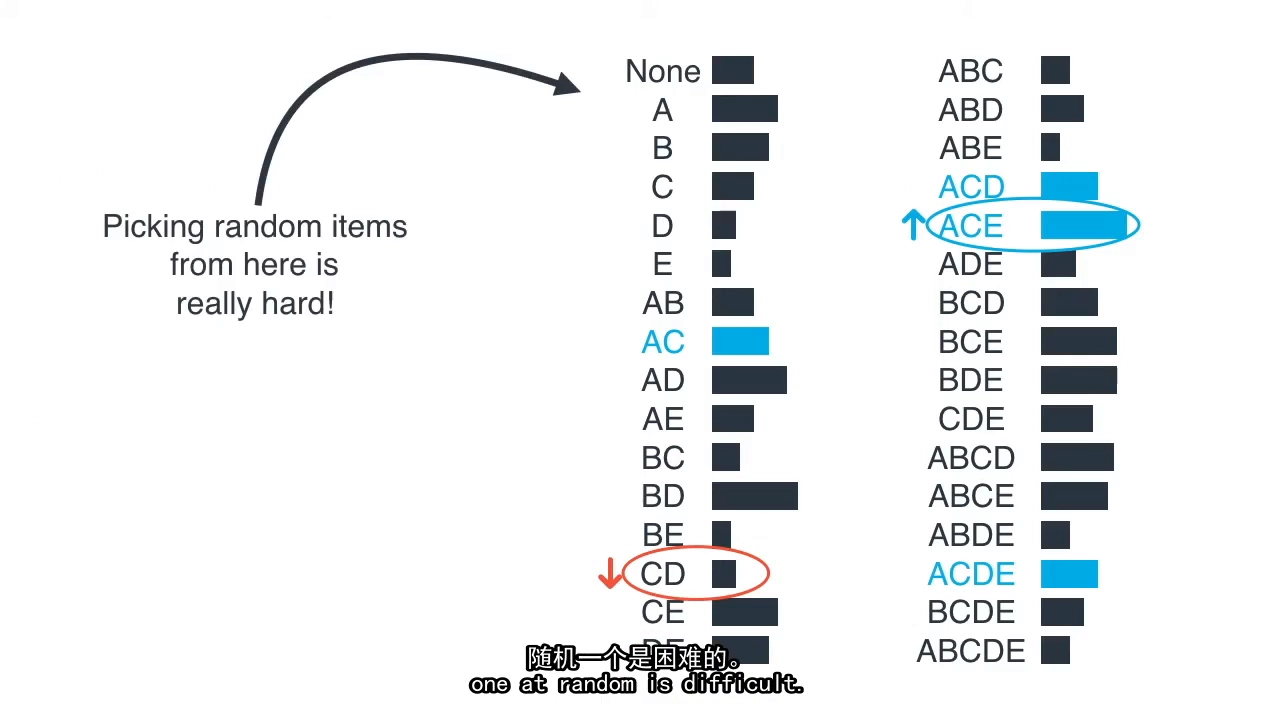 Picking random items
from here is
really hard!
None
A
B
C
D
E
AB
AC
AD
AE
BC
BD
BE
CD
CE
DE
ABC
ABD
ABE
ACD
ACE
ADE
BCD
BCE
BDE
CDE
ABCD
ABCE
ABDE
ACDE
BCDE
ABCDE
随机一个是困难的。
one at random is difficult.